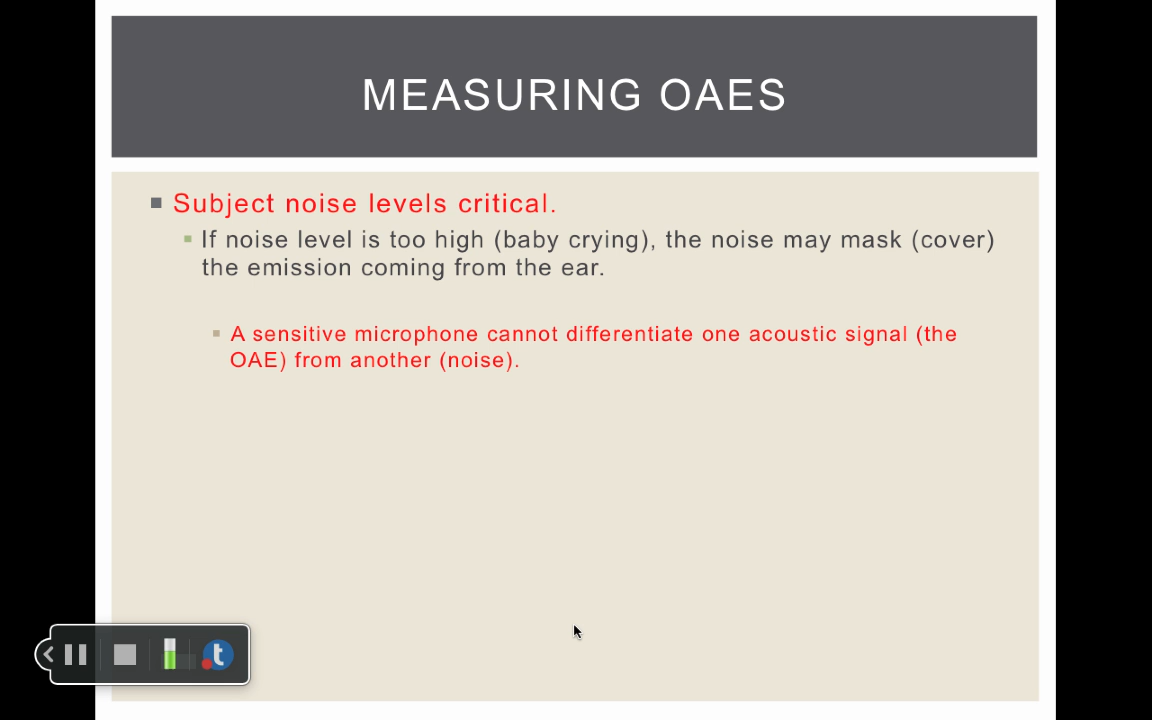 MEASURING OAES
Subject noise levels critical.
If noise level is too high (baby crying), the noise may mask (cover)
the emission coming from the ear.
A sensitive microphone cannot differentiate one acoustic signal (the
OAE) from another (noise).
t